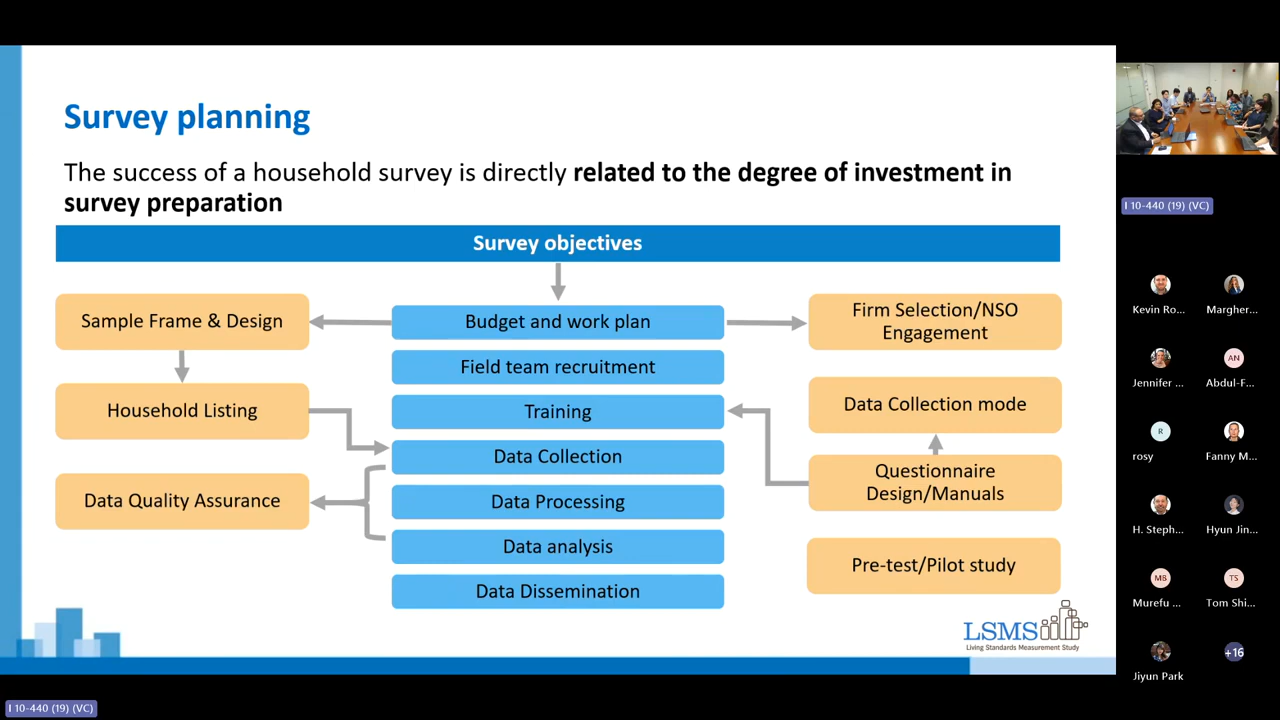 Survey planning
The success of a household survey is directly related to the degree of investment in
survey preparation
Survey objectives
Sample Frame & Design
Budget and work plan
Firm Selection/NSO
Engagement
Field team recruitment
Household Listing
Training
Data Collection mode
Data Collection
Data Quality Assurance
Data Processing
Questionnaire
Design/Manuals
Data analysis
Pre-test/Pilot study
Data Dissemination
LSMS
Living Standards Measurement Study
I 10-440 (19) (VC)
Kevin Ro...
Margher...
AN
Jennifer ...
Abdul-F...
R
rosy
Fanny M...
H. Steph...
Hyun Jin...
MB
TS
Murefu ...
Tom Shi...
+16
Jiyun Park
I 10-440 (19) (VC)